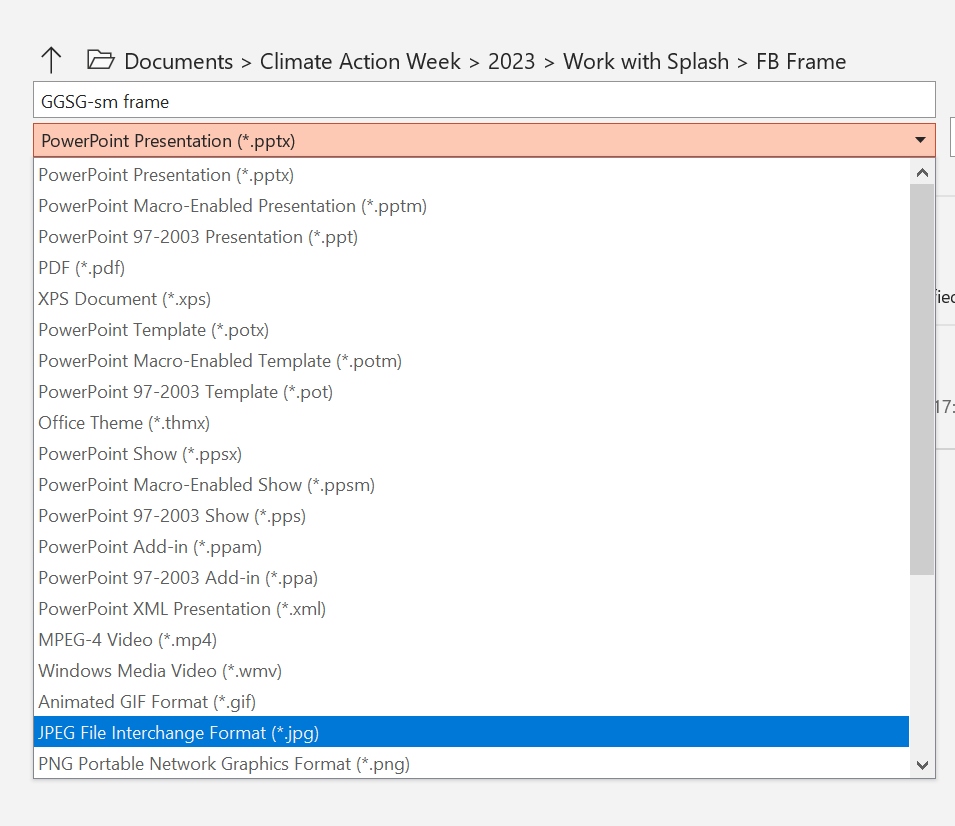 Documents > Climate Action Week > 2023 > Work with Splash > FB Frame
GGSG-sm frame
PowerPoint Presentation (*.pptx)
PowerPoint Presentation (*.pptx)
PowerPoint Macro-Enabled Presentation (*.pptm)
PowerPoint 97-2003 Presentation (*.ppt)
PDF (*.pdf)
XPS Document (*.xps)
PowerPoint Template (*.potx)
PowerPoint Macro-Enabled Template (*.potm)
PowerPoint 97-2003 Template (*.pot)
Office Theme (*.thmx)
PowerPoint Show (*.ppsx)
PowerPoint Macro-Enabled Show (*.ppsm)
PowerPoint 97-2003 Show (*.pps)
PowerPoint Add-in (*.ppam)
PowerPoint 97-2003 Add-in (*.ppa)
PowerPoint XML Presentation (*.xml)
MPEG-4 Video (*.mp4)
Windows Media Video (*.wmv)
Animated GIF Format (*.gif)
JPEG File Interchange Format (*.jpg)
PNG Portable Network Graphics Format (*.png)
17: